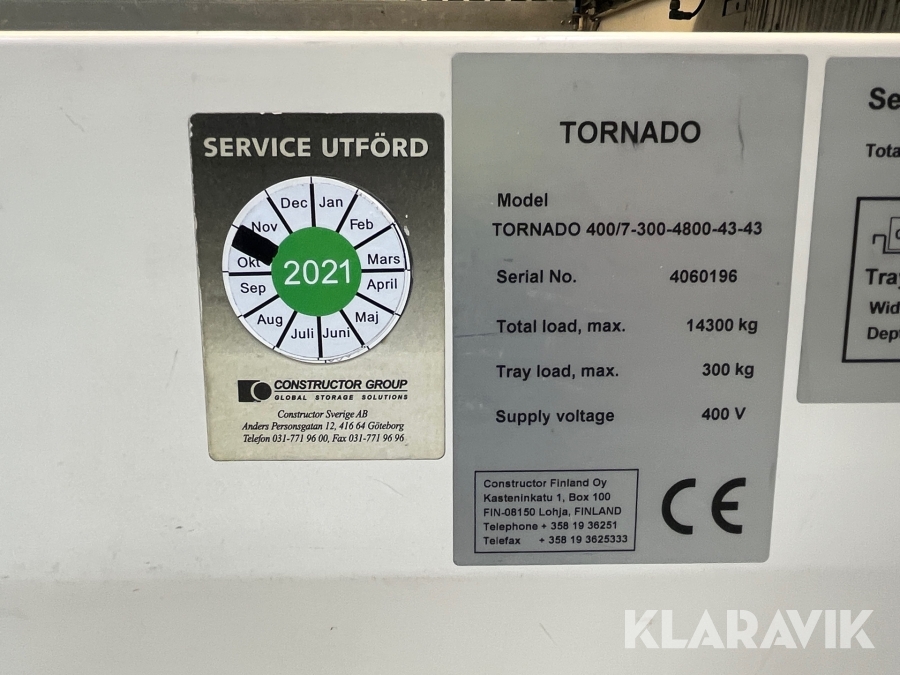 SERVICE UTFÖRD
Dec Jan
Nov Feb
Okt Mars
Sep April
Aug Maj
Juli Juni
2021
CONSTRUCTOR GROUP
GLOBAL STORAGE SOLUTIONS
Constructor Sverige AB
Anders Personsgatan 12, 416 64 Göteborg
Telefon 031-771 96 00, Fax 031-771 96 96
TORNADO
Model
TORNADO 400/7-300-4800-43-43
Serial No. 4060196
Total load, max. 14300 kg
Tray load, max. 300 kg
Supply voltage 400 V
Constructor Finland Oy
Kasteninkatu 1, Box 100
FIN-08150 Lohja, FINLAND
Telephone + 358 19 36251
Telefax + 358 19 3625333
CE
Se
Tota
Tray
Wid
Dept
KLARAVIK